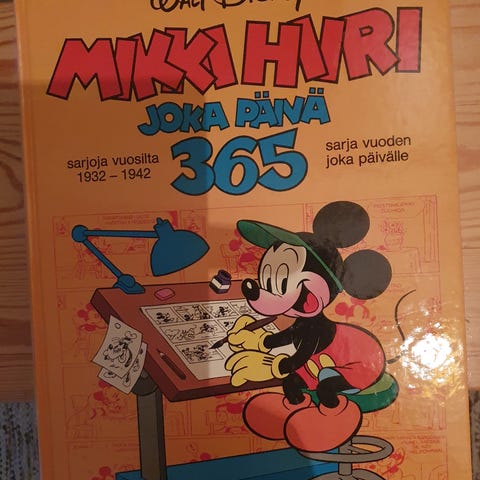 WALT DISNEY
MIKKI HIIRI
JOKA PÄIVÄ
365
sarjoja vuosilta
1932 – 1942
sarja vuoden
joka päivälle